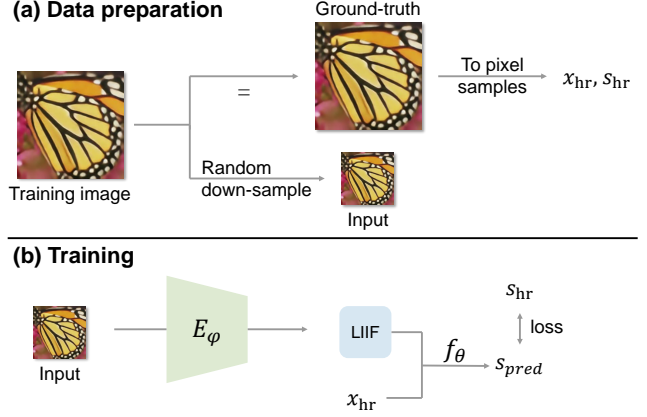 (a) Data preparation
Ground-truth
Training image
=
To pixel
samples
x_hr, s_hr
Random
down-sample
Input
(b) Training
Input
E_φ
LIIF
x_hr
f_θ
s_hr
loss
s_pred